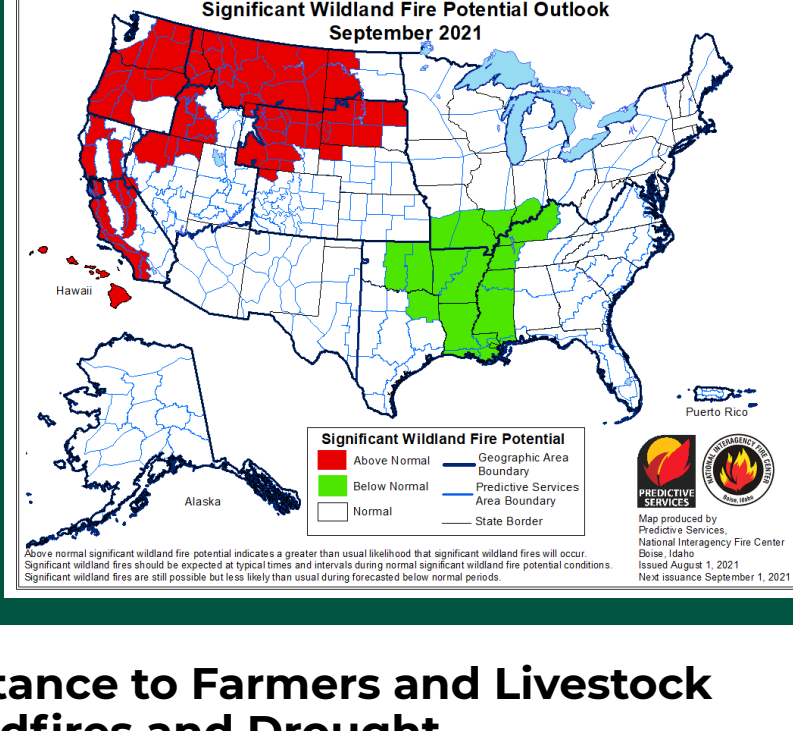 Significant Wildland Fire Potential Outlook
September 2021
Hawaii
Alaska
Puerto Rico
Significant Wildland Fire Potential
Above Normal
Below Normal
Normal
Geographic Area
Boundary
Predictive Services
Area Boundary
State Border
PREDICTIVE
SERVICES
NATIONAL INTERAGENCY FIRE CENTER
Boise, Idaho
Map produced by
Predictive Services,
National Interagency Fire Center
Boise, Idaho
Issued August 1, 2021
Next issuance September 1, 2021
Above normal significant wildland fire potential indicates a greater than usual likelihood that significant wildland fires will occur.
Significant wildland fires should be expected at typical times and intervals during normal significant wildland fire potential conditions.
Significant wildland fires are still possible but less likely than usual during forecasted below normal periods.
tance to Farmers and Livestock
dfires and Drought